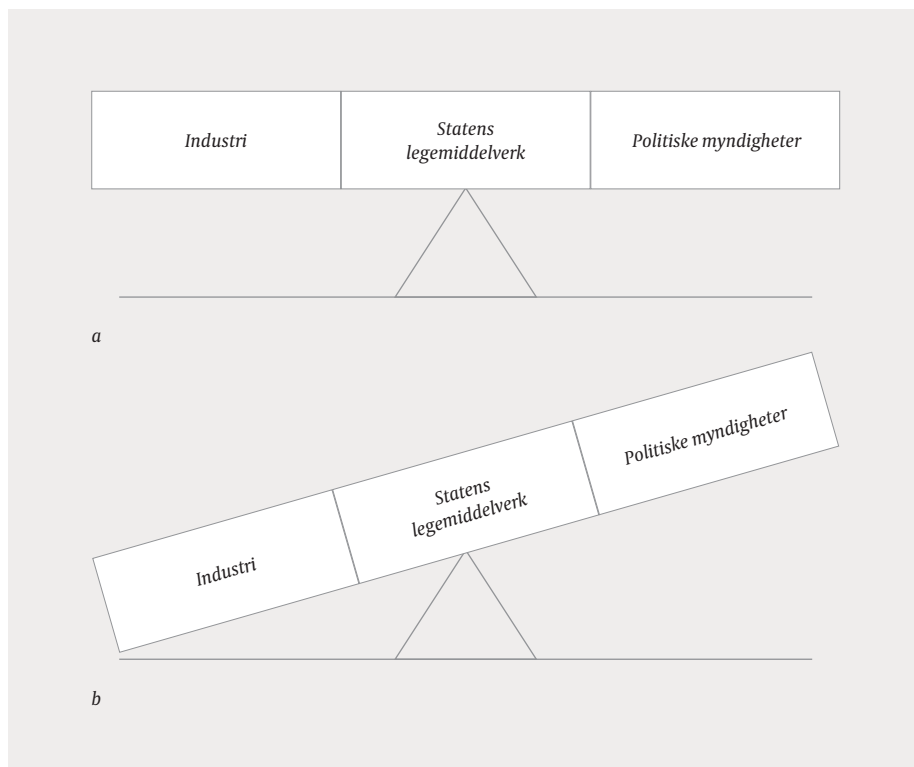 Industri
Statens
legemiddelverk
Politiske myndigheter
a
Industri
Statens
legemiddelverk
Politiske myndigheter
b